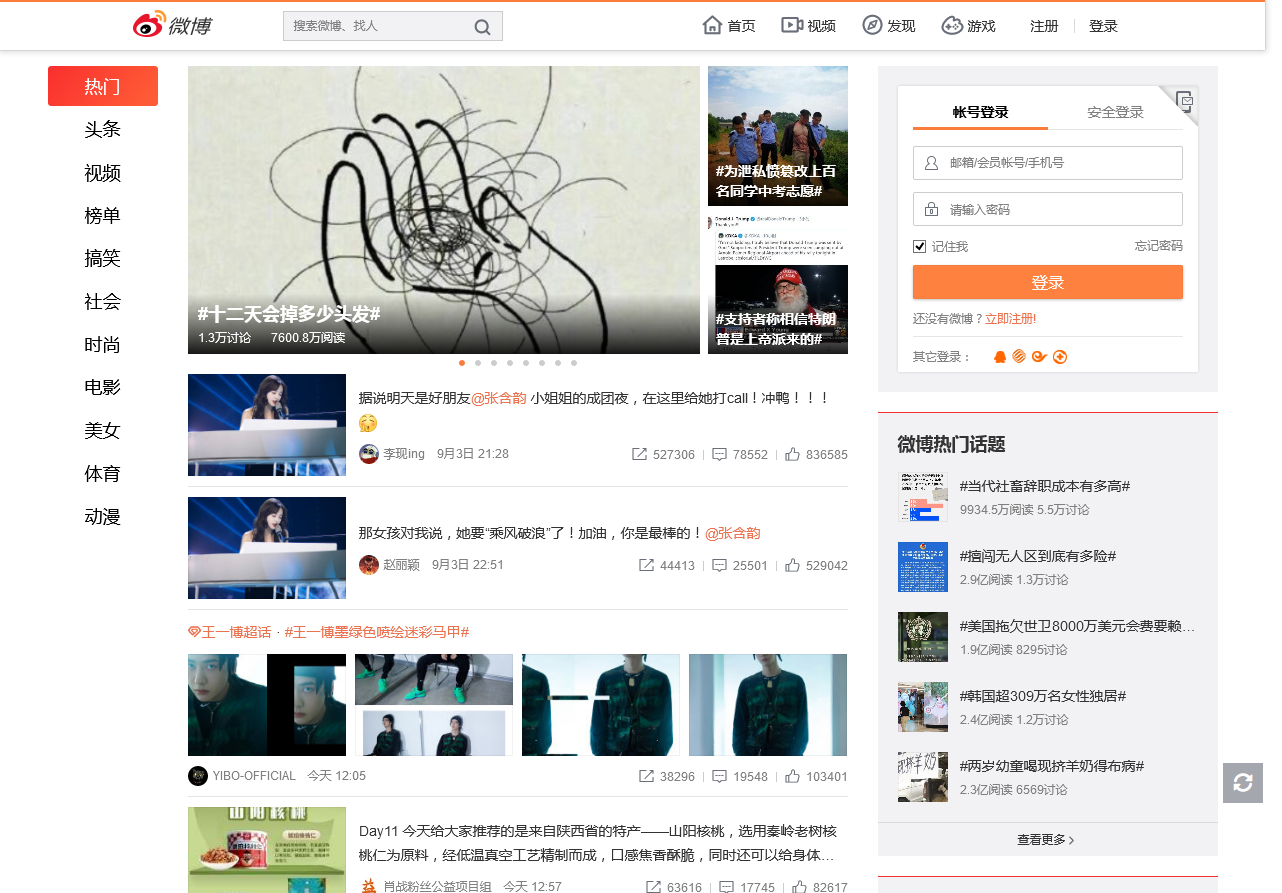 微博
搜索微博、找人
首页
视频
发现
游戏
注册
登录
热门
头条
视频
榜单
搞笑
社会
时尚
电影
美女
体育
动漫
#十二天会掉多少头发#
1.3万讨论 7600.8万阅读
#为泄私愤篡改上百
名同学中考志愿#
Donald J. Trump
#支持者称相信特朗
普是上帝派来的#
据说明天是好朋友@张含韵 小姐姐的成团夜，在这里给她打call！冲鸭！！！
李现ing 9月3日 21:28
527306 78552 836585
那女孩对我说，她要“乘风破浪”了！加油，你是最棒的！@张含韵
赵丽颖 9月3日 22:51
44413 25501 529042
王一博超话 · #王一博墨绿色喷绘迷彩马甲#
YIBO-OFFICIAL 今天 12:05
38296 19548 103401
山阳核桃
Day11 今天给大家推荐的是来自陕西省的特产——山阳核桃，选用秦岭老树核
桃仁为原料，经低温真空工艺精制而成，口感焦香酥脆，同时还可以给身体…
肖战粉丝公益项目组 今天 12:57
63616 17745 82617
帐号登录 安全登录
邮箱/会员帐号/手机号
请输入密码
记住我 忘记密码
登录
还没有微博？立即注册!
其它登录：
微博热门话题
#当代社畜辞职成本有多高#
9934.5万阅读 5.5万讨论
#擅闯无人区到底有多险#
2.9亿阅读 1.3万讨论
#美国拖欠世卫8000万美元会费要赖…
1.9亿阅读 8295讨论
#韩国超309万名女性独居#
2.4亿阅读 1.2万讨论
#两岁幼童喝现挤羊奶得布病#
2.3亿阅读 6569讨论
查看更多